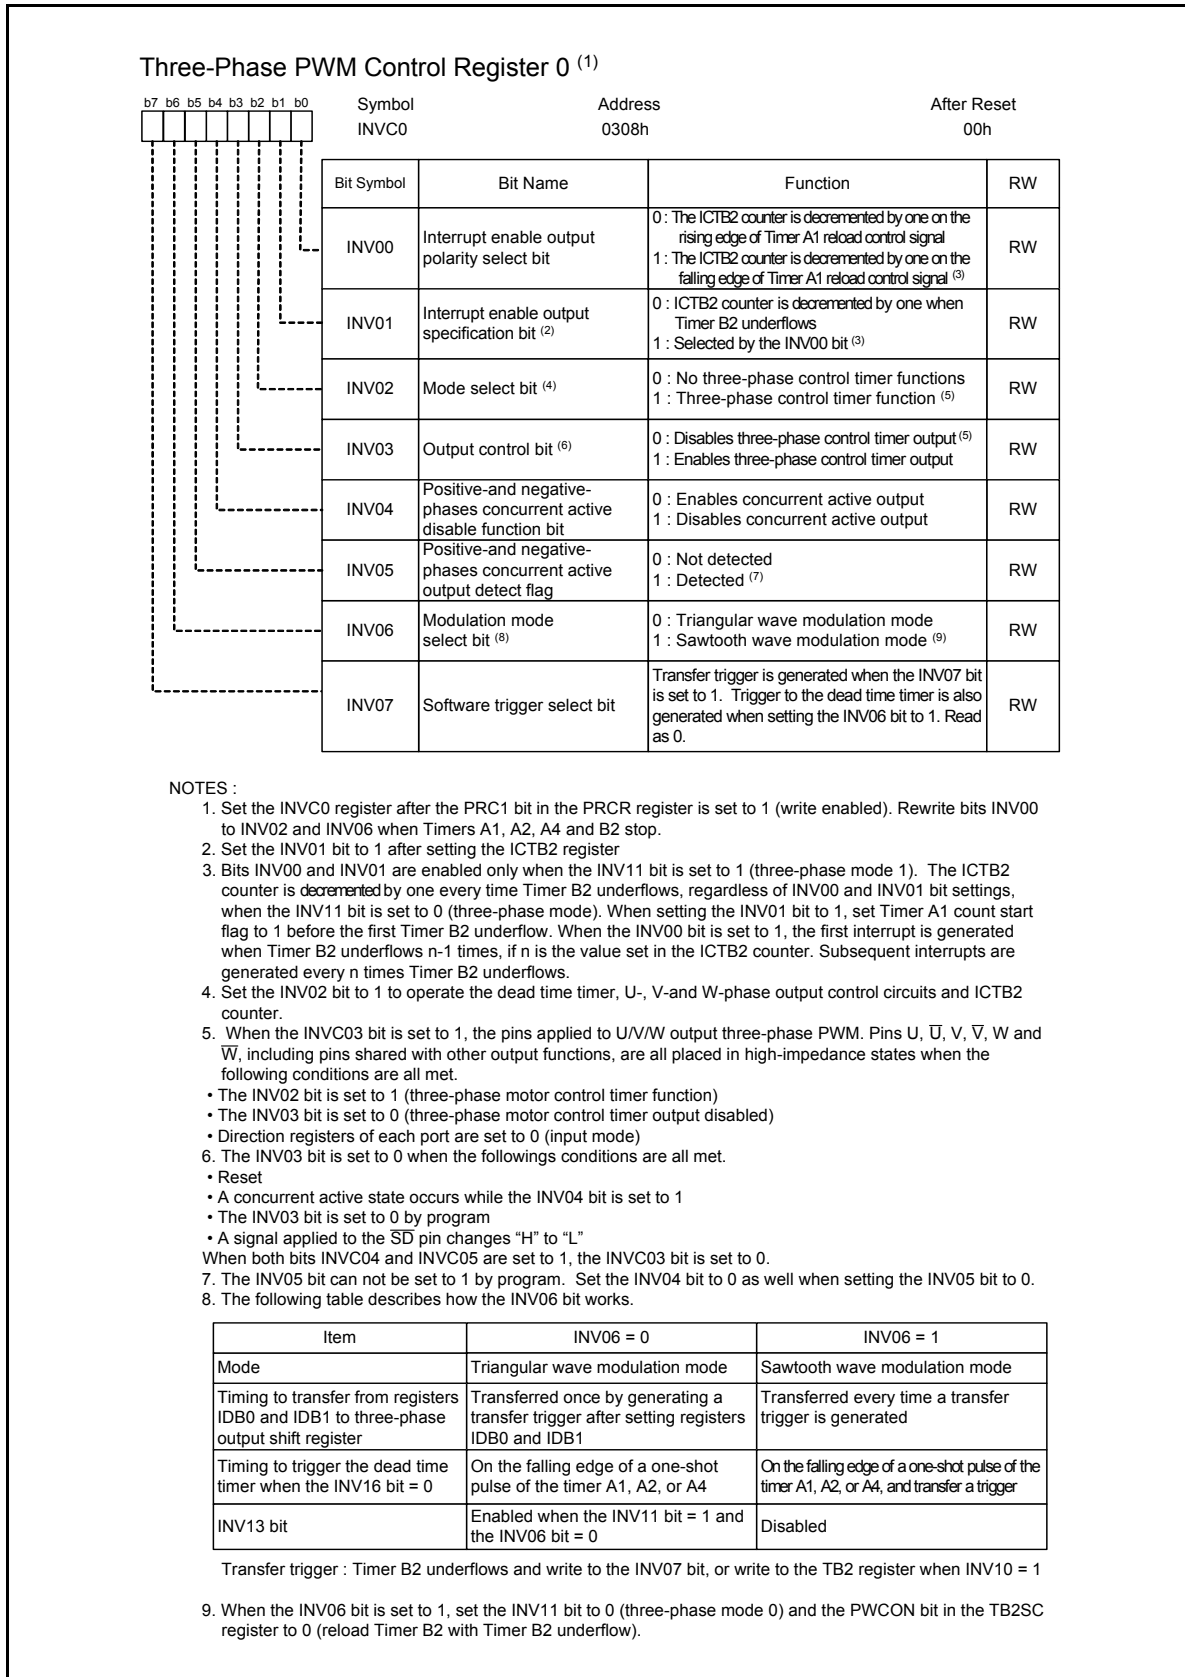 Three-Phase PWM Control Register 0 (1)
b7 b6 b5 b4 b3 b2 b1 b0
Symbol Address After Reset
INVC0 0308h 00h
Bit Symbol Bit Name Function RW
INV00
Interrupt enable output
polarity select bit
0 : The ICTB2 counter is decremented by one on the
rising edge of Timer A1 reload control signal
1 : The ICTB2 counter is decremented by one on the
falling edge of Timer A1 reload control signal (3)
RW
INV01
Interrupt enable output
specification bit (2)
0 : ICTB2 counter is decremented by one when
Timer B2 underflows
1 : Selected by the INV00 bit (3)
RW
INV02
Mode select bit (4)
0 : No three-phase control timer functions
1 : Three-phase control timer function (5)
RW
INV03
Output control bit (6)
0 : Disables three-phase control timer output (5)
1 : Enables three-phase control timer output
RW
INV04
Positive-and negative-
phases concurrent active
disable function bit
0 : Enables concurrent active output
1 : Disables concurrent active output
RW
INV05
Positive-and negative-
phases concurrent active
output detect flag
0 : Not detected
1 : Detected (7)
RW
INV06
Modulation mode
select bit (8)
0 : Triangular wave modulation mode
1 : Sawtooth wave modulation mode (9)
RW
INV07
Software trigger select bit
Transfer trigger is generated when the INV07 bit
is set to 1. Trigger to the dead time timer is also
generated when setting the INV06 bit to 1. Read
as 0.
RW
NOTES :
1. Set the INVC0 register after the PRC1 bit in the PRCR register is set to 1 (write enabled). Rewrite bits INV00
to INV02 and INV06 when Timers A1, A2, A4 and B2 stop.
2. Set the INV01 bit to 1 after setting the ICTB2 register
3. Bits INV00 and INV01 are enabled only when the INV11 bit is set to 1 (three-phase mode 1). The ICTB2
counter is decremented by one every time Timer B2 underflows, regardless of INV00 and INV01 bit settings,
when the INV11 bit is set to 0 (three-phase mode). When setting the INV01 bit to 1, set Timer A1 count start
flag to 1 before the first Timer B2 underflow. When the INV00 bit is set to 1, the first interrupt is generated
when Timer B2 underflows n-1 times, if n is the value set in the ICTB2 counter. Subsequent interrupts are
generated every n times Timer B2 underflows.
4. Set the INV02 bit to 1 to operate the dead time timer, U-, V-and W-phase output control circuits and ICTB2
counter.
5. When the INVC03 bit is set to 1, the pins applied to U/V/W output three-phase PWM. Pins U, U̅, V, V̅, W and
W̅, including pins shared with other output functions, are all placed in high-impedance states when the
following conditions are all met.
• The INV02 bit is set to 1 (three-phase motor control timer function)
• The INV03 bit is set to 0 (three-phase motor control timer output disabled)
• Direction registers of each port are set to 0 (input mode)
6. The INV03 bit is set to 0 when the followings conditions are all met.
• Reset
• A concurrent active state occurs while the INV04 bit is set to 1
• The INV03 bit is set to 0 by program
• A signal applied to the S̅D̅ pin changes “H” to “L”
When both bits INVC04 and INVC05 are set to 1, the INVC03 bit is set to 0.
7. The INV05 bit can not be set to 1 by program. Set the INV04 bit to 0 as well when setting the INV05 bit to 0.
8. The following table describes how the INV06 bit works.
Item INV06 = 0 INV06 = 1
Mode Triangular wave modulation mode Sawtooth wave modulation mode
Timing to transfer from registers
IDB0 and IDB1 to three-phase
output shift register
Transferred once by generating a
transfer trigger after setting registers
IDB0 and IDB1
Transferred every time a transfer
trigger is generated
Timing to trigger the dead time
timer when the INV16 bit = 0
On the falling edge of a one-shot
pulse of the timer A1, A2, or A4
On the falling edge of a one-shot pulse of the
timer A1, A2, or A4, and transfer a trigger
INV13 bit
Enabled when the INV11 bit = 1 and
the INV06 bit = 0
Disabled
Transfer trigger : Timer B2 underflows and write to the INV07 bit, or write to the TB2 register when INV10 = 1
9. When the INV06 bit is set to 1, set the INV11 bit to 0 (three-phase mode 0) and the PWCON bit in the TB2SC
register to 0 (reload Timer B2 with Timer B2 underflow).